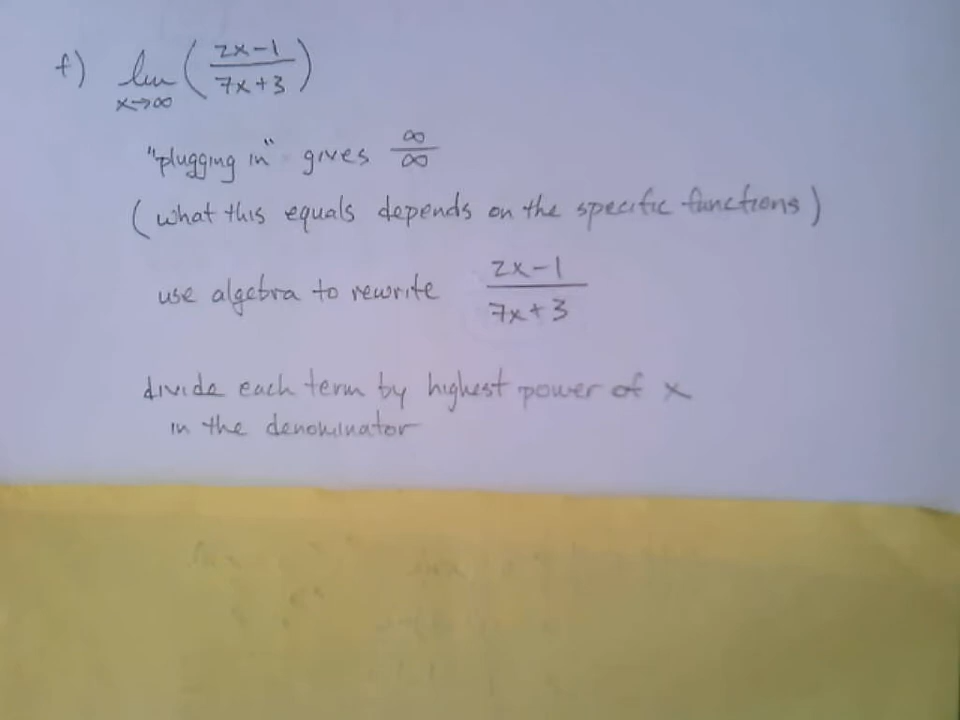 f) lim x→∞ (2x-1 / 7x+3)
"plugging in" gives ∞/∞
(what this equals depends on the specific functions)
use algebra to rewrite 2x-1 / 7x+3
divide each term by highest power of x
in the denominator